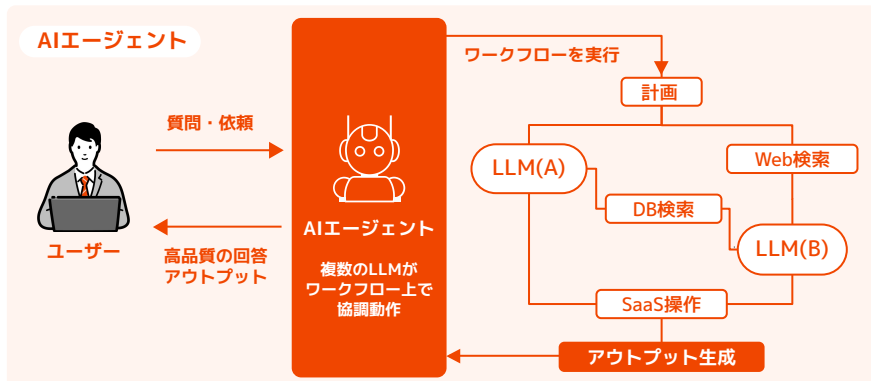 AIエージェント
質問・依頼
ユーザー
高品質の回答
アウトプット
AIエージェント
複数のLLMが
ワークフロー上で
協調動作
ワークフローを実行
計画
LLM(A)
Web検索
DB検索
LLM(B)
SaaS操作
アウトプット生成